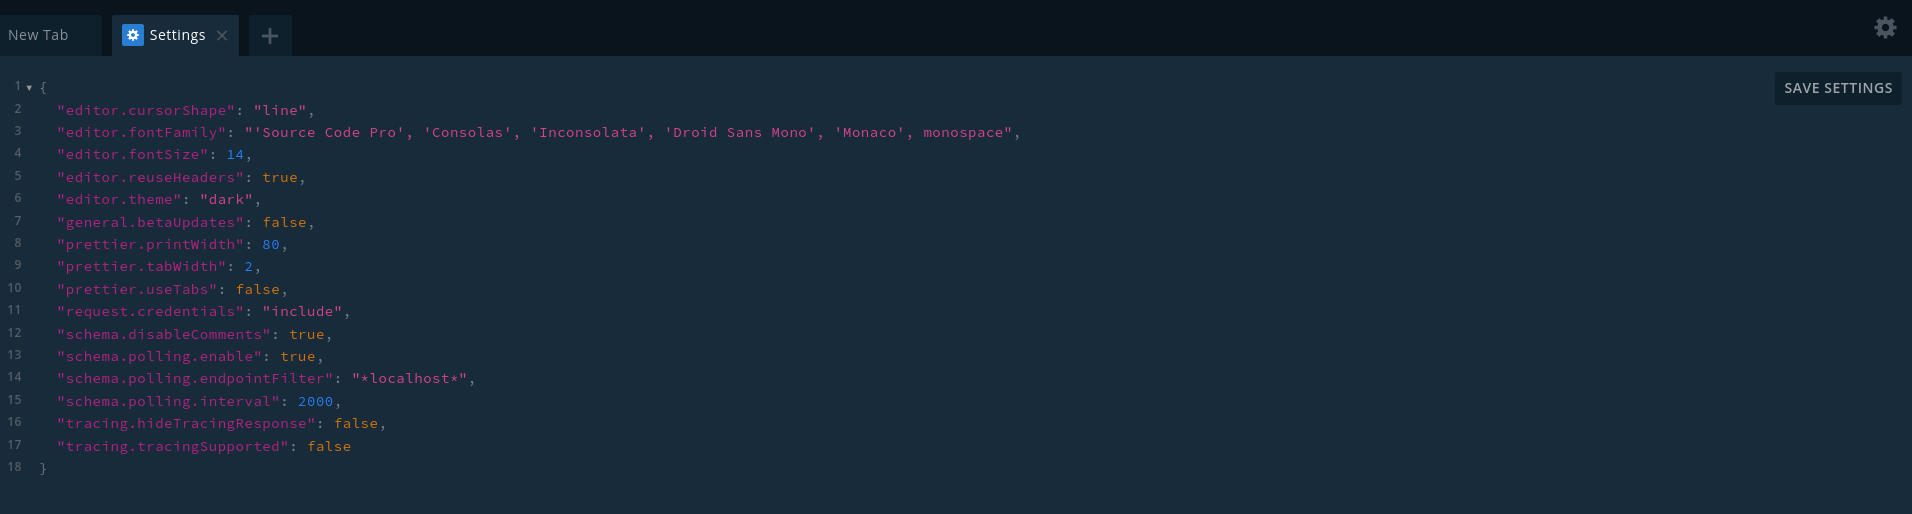 New Tab
Settings
SAVE SETTINGS
1 {
2 "editor.cursorShape": "line",
3 "editor.fontFamily": "'Source Code Pro', 'Consolas', 'Inconsolata', 'Droid Sans Mono', 'Monaco', monospace",
4 "editor.fontSize": 14,
5 "editor.reuseHeaders": true,
6 "editor.theme": "dark",
7 "general.betaUpdates": false,
8 "prettier.printWidth": 80,
9 "prettier.tabWidth": 2,
10 "prettier.useTabs": false,
11 "request.credentials": "include",
12 "schema.disableComments": true,
13 "schema.polling.enable": true,
14 "schema.polling.endpointFilter": "*localhost*",
15 "schema.polling.interval": 2000,
16 "tracing.hideTracingResponse": false,
17 "tracing.tracingSupported": false
18 }